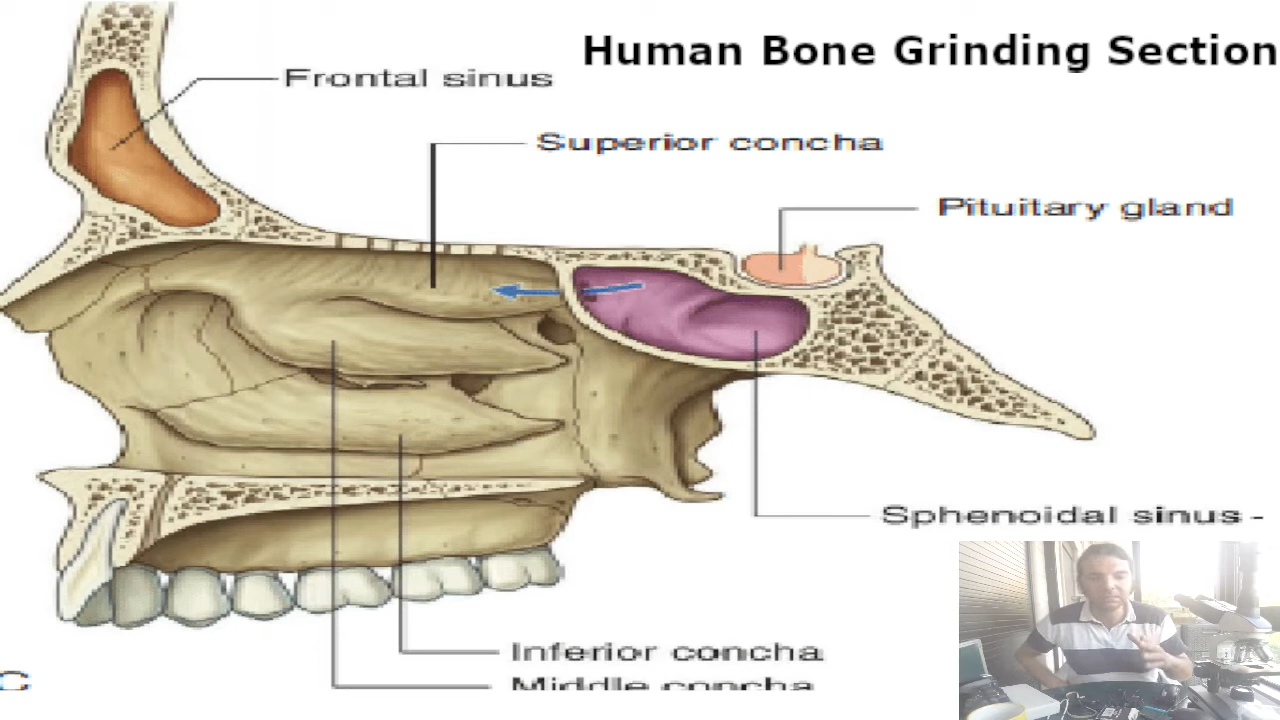 Human Bone Grinding Section
Frontal sinus
Superior concha
Pituitary gland
Sphenoidal sinus -
Inferior concha
Middle concha
C